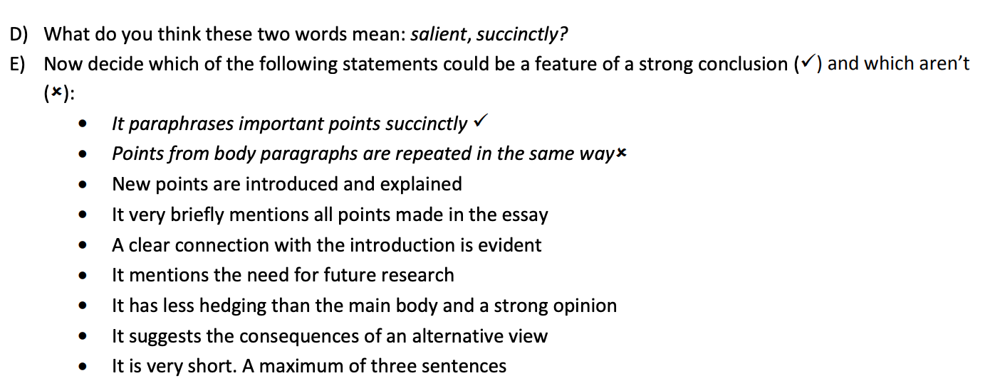 D) What do you think these two words mean: salient, succinctly?
E) Now decide which of the following statements could be a feature of a strong conclusion (✓) and which aren't
(×):
• It paraphrases important points succinctly ✓
• Points from body paragraphs are repeated in the same way×
• New points are introduced and explained
• It very briefly mentions all points made in the essay
• A clear connection with the introduction is evident
• It mentions the need for future research
• It has less hedging than the main body and a strong opinion
• It suggests the consequences of an alternative view
• It is very short. A maximum of three sentences